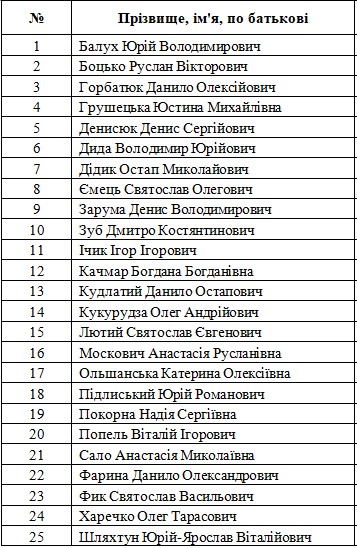 № Прізвище, ім'я, по батькові
1 Балух Юрій Володимирович
2 Боцько Руслан Вікторович
3 Горбатюк Данило Олексійович
4 Грушецька Юстина Михайлівна
5 Денисюк Денис Сергійович
6 Дида Володимир Юрійович
7 Дідик Остап Миколайович
8 Ємець Святослав Олегович
9 Зарума Денис Володимирович
10 Зуб Дмитро Костянтинович
11 Ічик Ігор Ігорович
12 Качмар Богдана Богданівна
13 Кудлатий Данило Остапович
14 Кукурудза Олег Андрійович
15 Лютий Святослав Євгенович
16 Москович Анастасія Русланівна
17 Ольшанська Катерина Олексіївна
18 Підлиський Юрій Романович
19 Покорна Надія Сергіївна
20 Попель Віталій Ігорович
21 Сало Анастасія Миколаївна
22 Фарина Данило Олександрович
23 Фик Святослав Васильович
24 Харечко Олег Тарасович
25 Шляхтун Юрій-Ярослав Віталійович